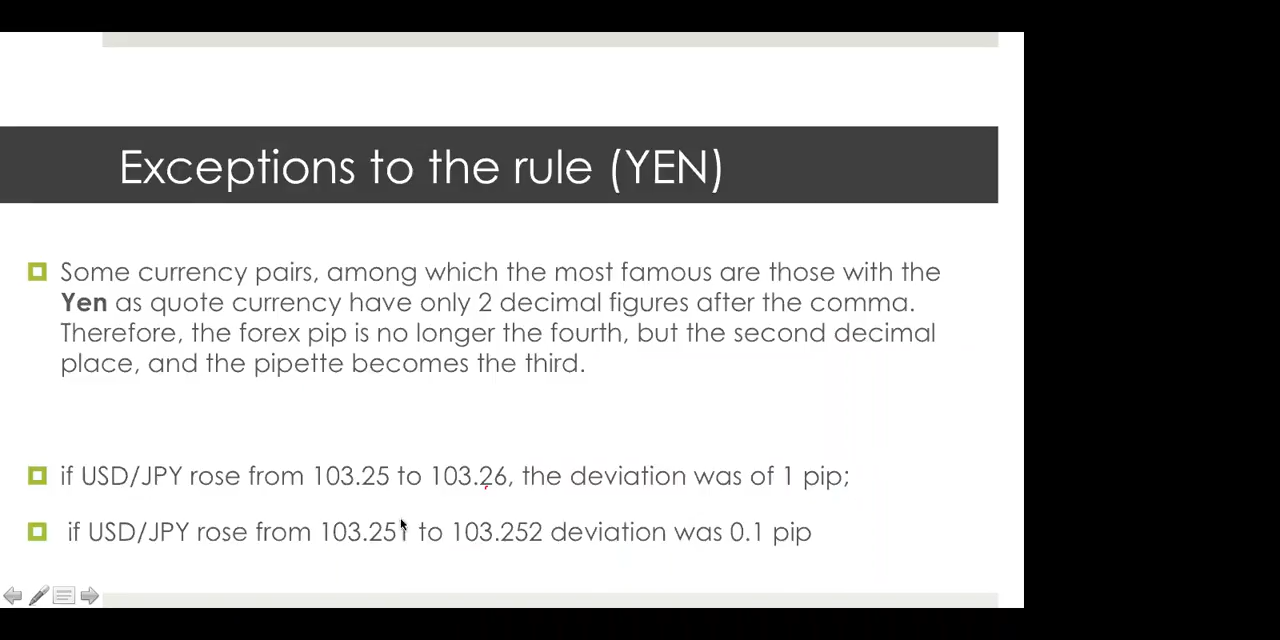 Exceptions to the rule (YEN)
Some currency pairs, among which the most famous are those with the
Yen as quote currency have only 2 decimal figures after the comma.
Therefore, the forex pip is no longer the fourth, but the second decimal
place, and the pipette becomes the third.
if USD/JPY rose from 103.25 to 103.26, the deviation was of 1 pip;
if USD/JPY rose from 103.251 to 103.252 deviation was 0.1 pip